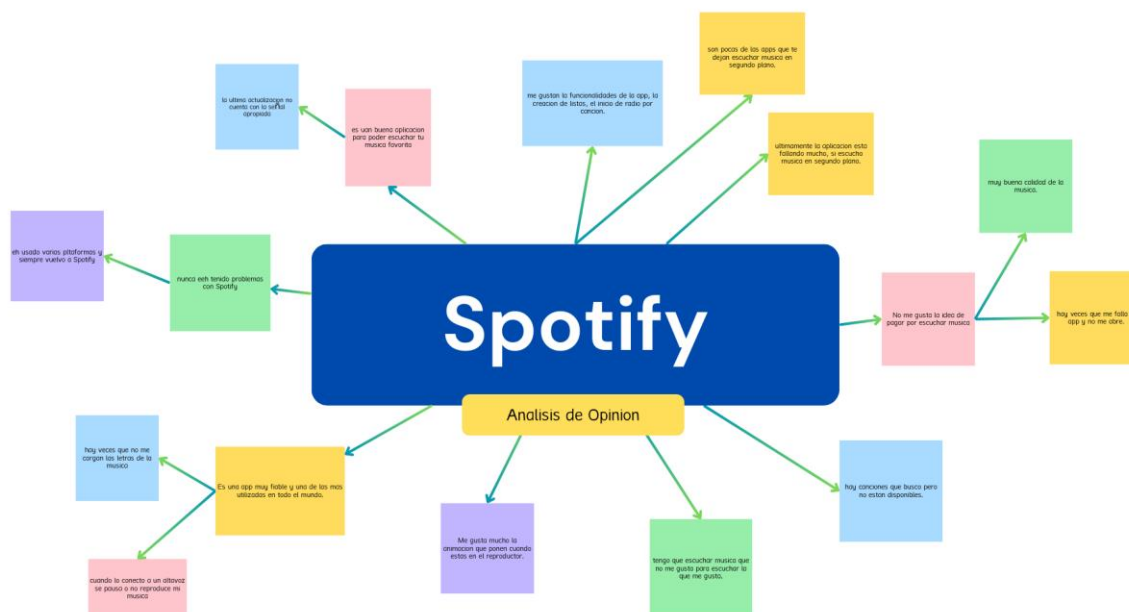 son pocas de las apps que te
dejan escuchar musica en
segundo plano.
me gustan la funcionalidades de la app, la
creacion de listas, el inicio de radio por
cancion.
la ultima actualizacion no
cuenta con la señal
apropiada
es uan buena aplicacion
para poder escuchar tu
musica favorita
ultimamente la aplicacion esta
fallando mucho, si escucho
musica en segundo plano.
muy buena calidad de la
musica.
eh usado varias pltaformas y
siempre vuelvo a Spotify
nunca eeh tenido problemas
con Spotify
Spotify
No me gusta la idea de
pagar por escuchar musica
hay veces que me falla
app y no me abre.
Analisis de Opinion
hay veces que no me
cargan las letras de la
musica
Es una app muy fiable y una de las mas
utilizadas en todo el mundo.
hay canciones que busco pero
no estan disponibles.
Me gusta mucho la
animacion que ponen cuando
estas en el reproductor.
tengo que escuchar musica que
no me gusta para escuchar la
que me gusta.
cuando lo conecto a un altavoz
se pausa o no reproduce mi
musica